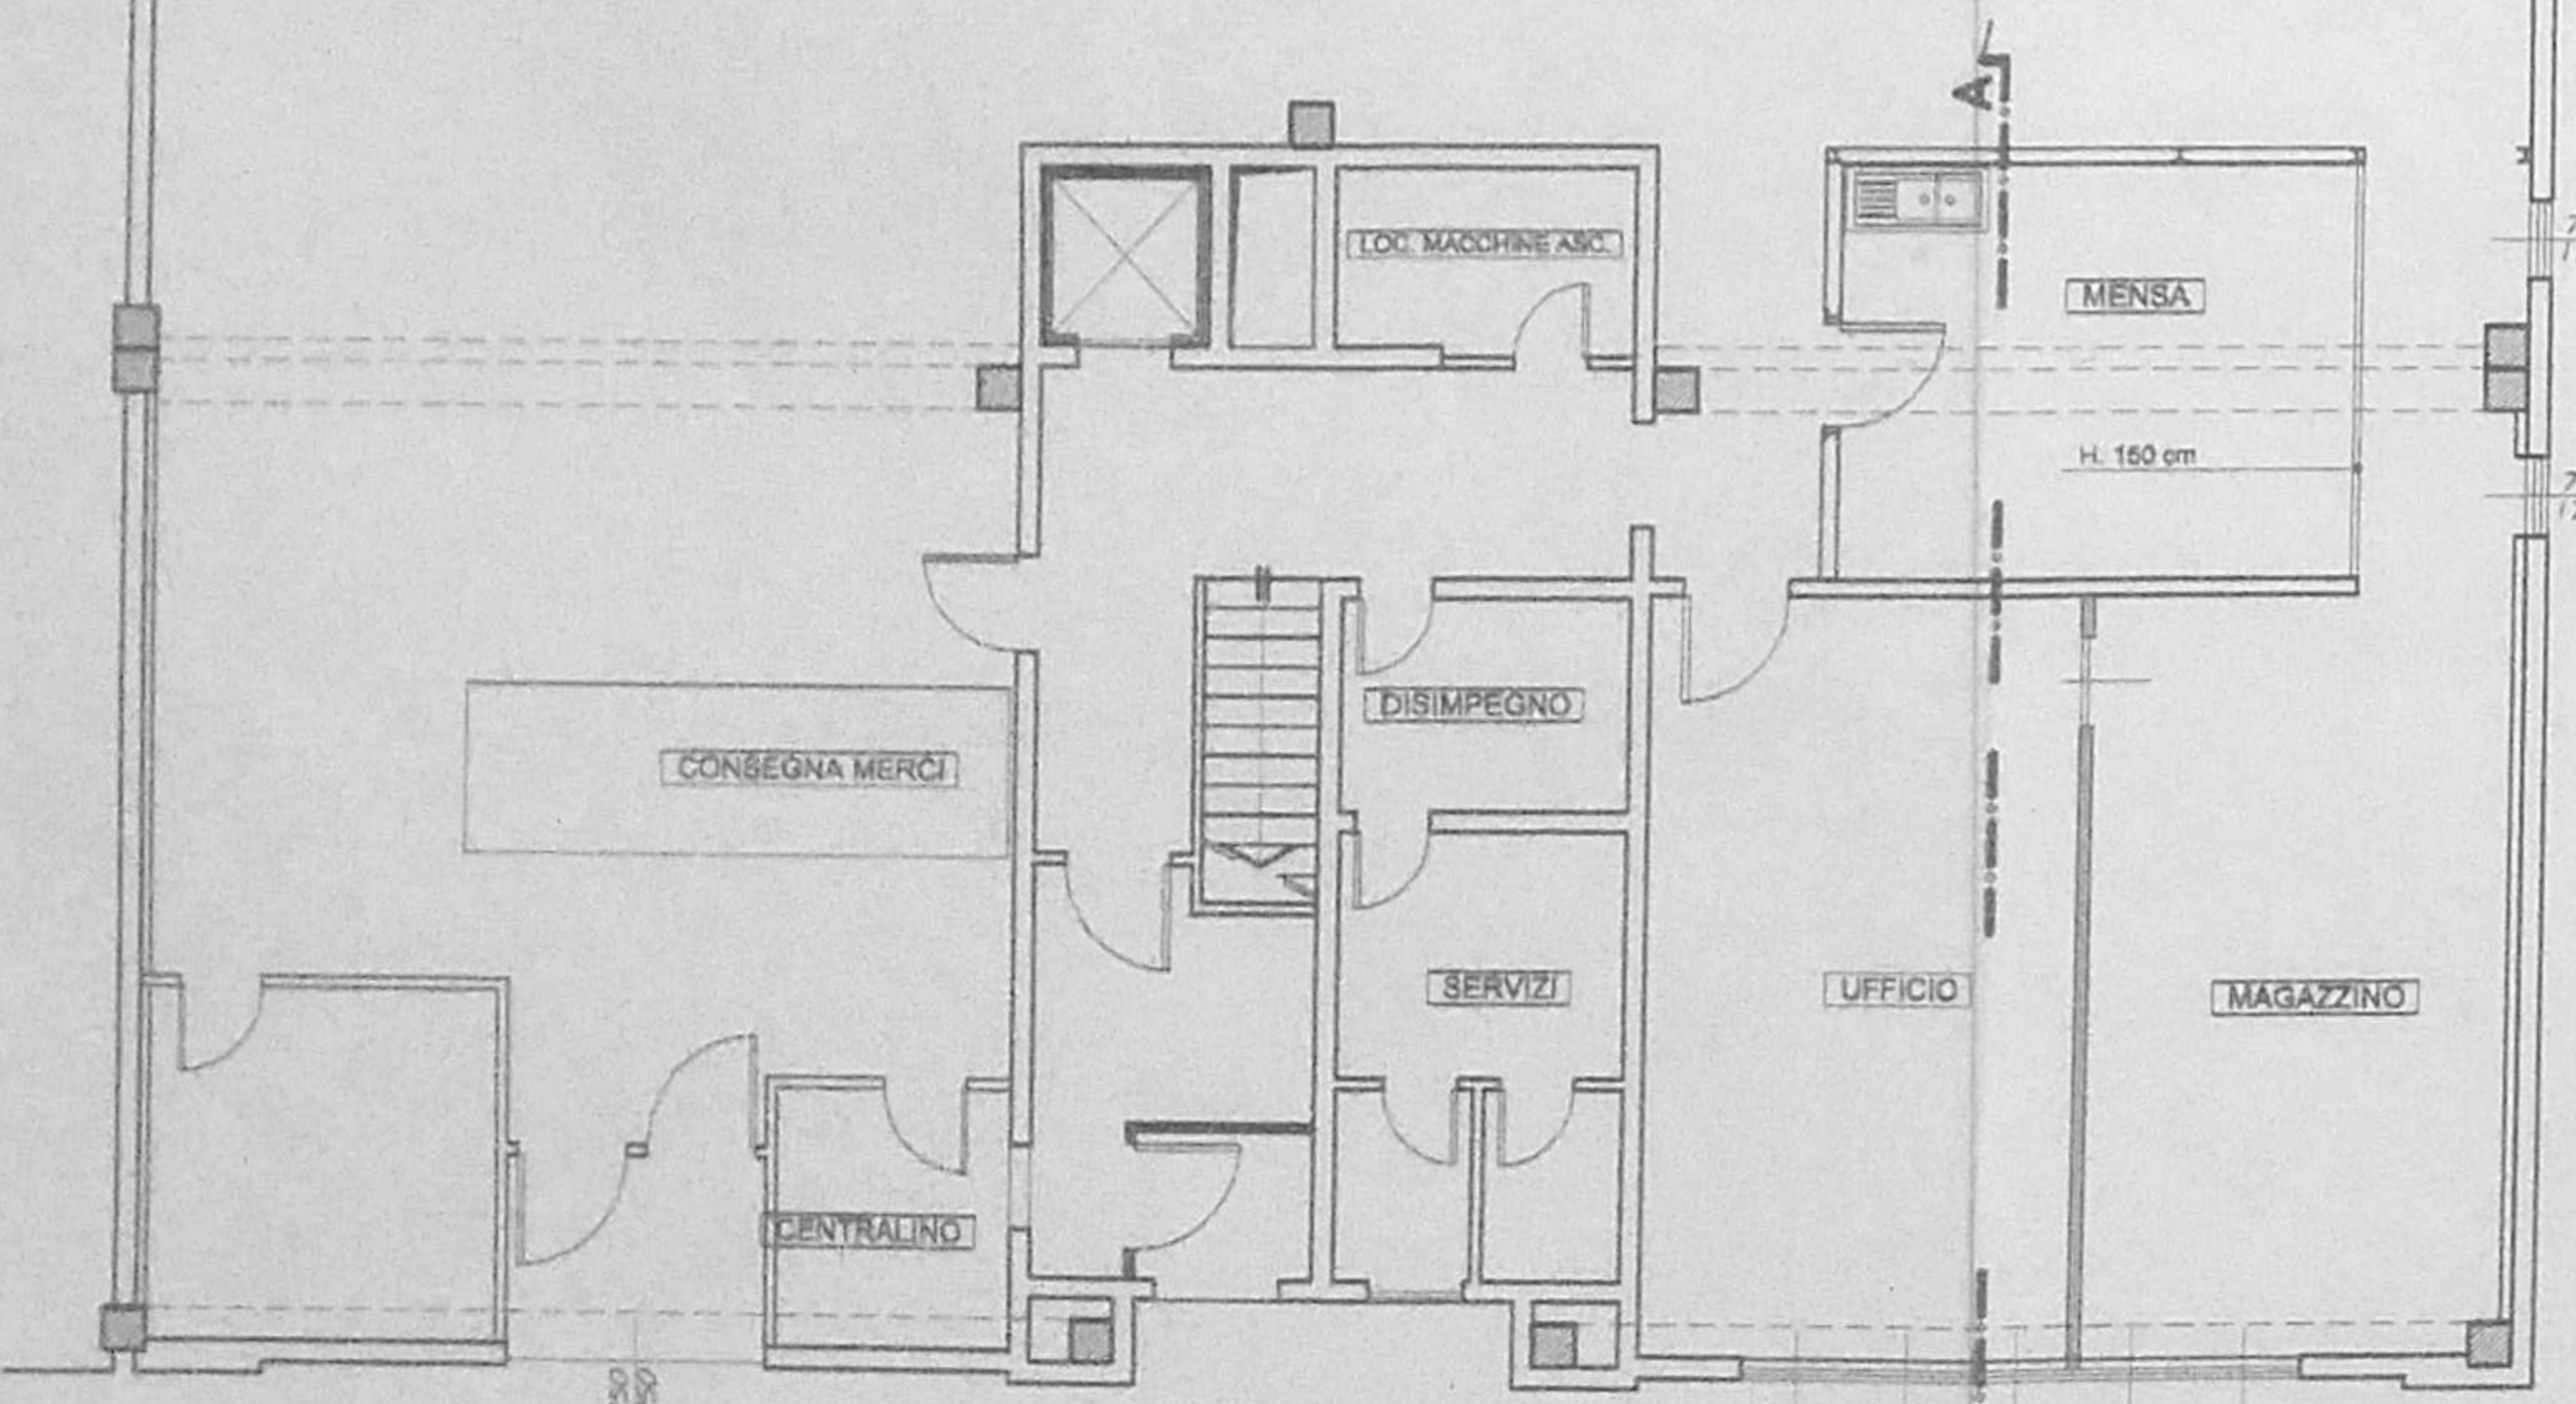 A
LOC. MACCHINE ASC.
MENSA
H. 150 cm
DISIMPEGNO
CONSEGNA MERCI
SERVIZI
UFFICIO
MAGAZZINO
CENTRALINO